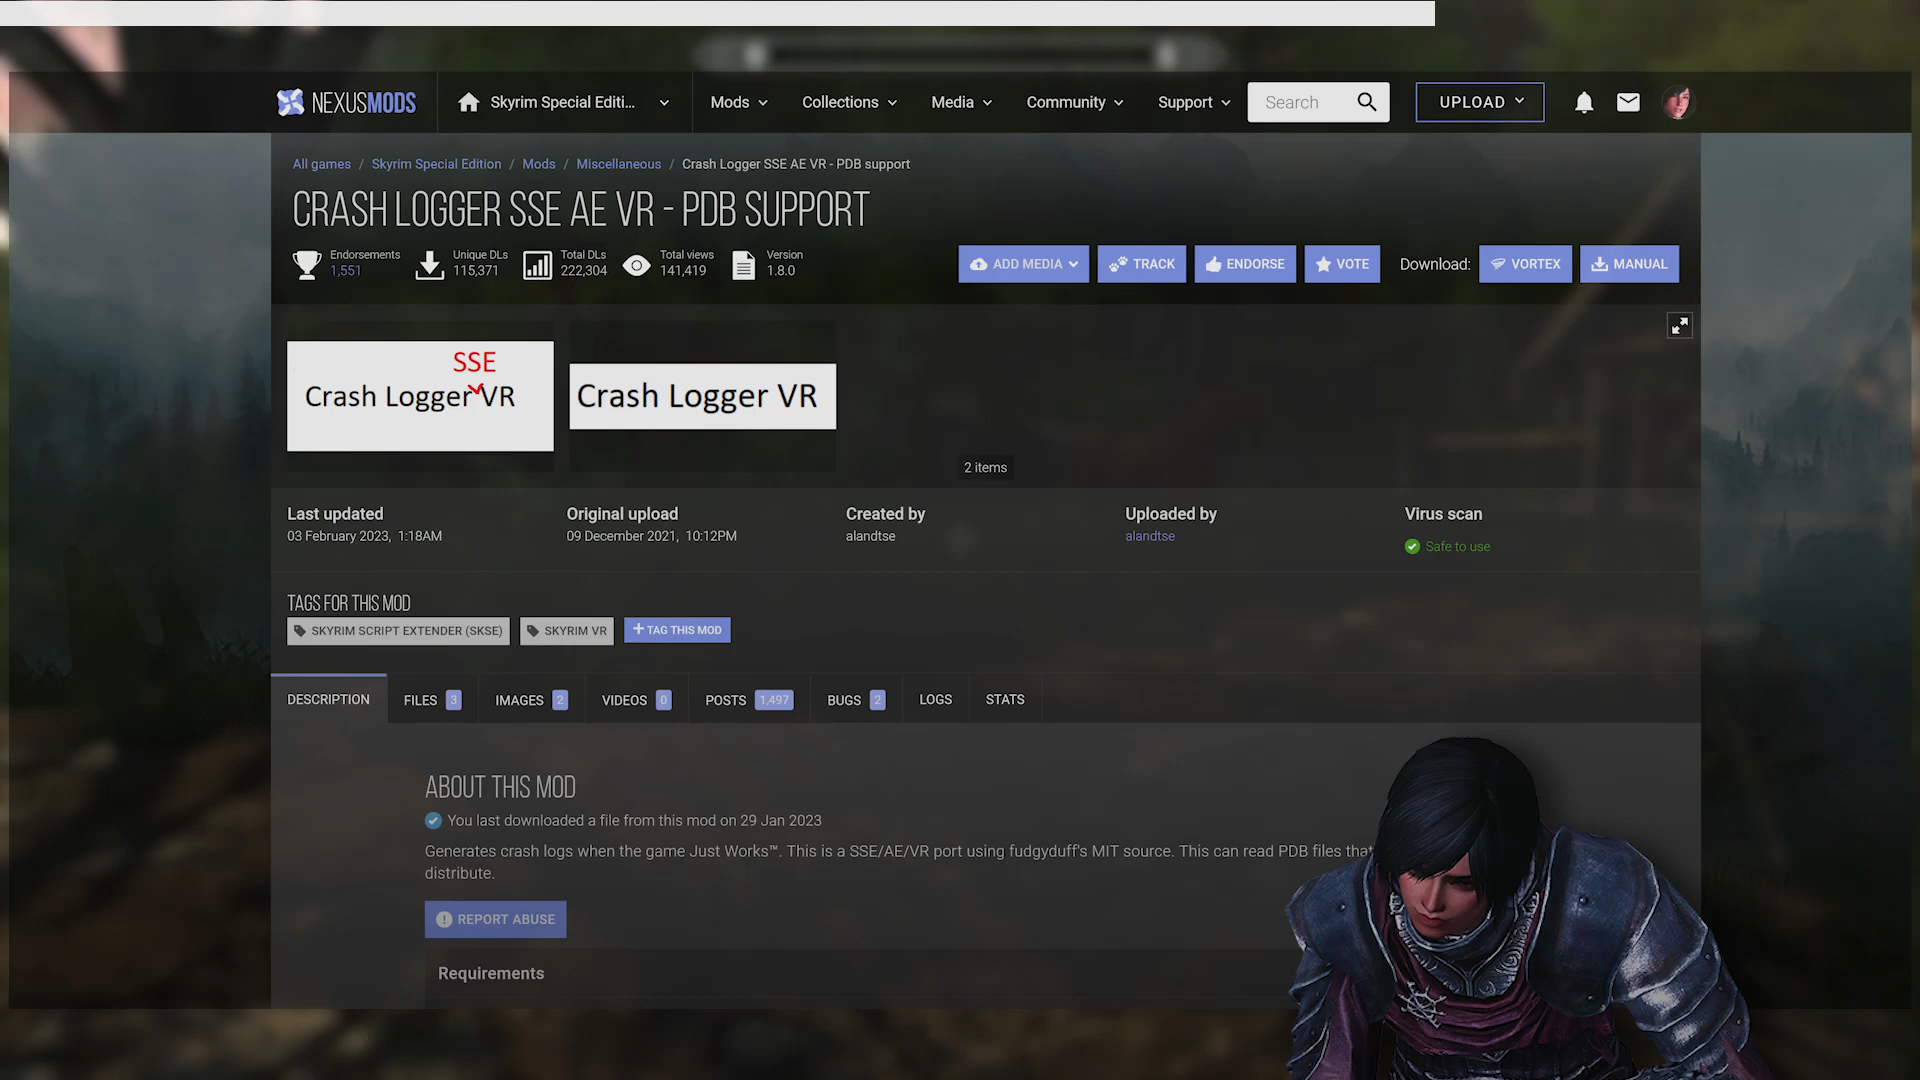 NEXUSMODS
Skyrim Special Editi...
Mods
Collections
Media
Community
Support
Search
UPLOAD
All games / Skyrim Special Edition / Mods / Miscellaneous / Crash Logger SSE AE VR - PDB support
CRASH LOGGER SSE AE VR - PDB SUPPORT
Endorsements
1,551
Unique DLs
115,371
Total DLs
222,304
Total views
141,419
Version
1.8.0
ADD MEDIA
TRACK
ENDORSE
VOTE
Download:
VORTEX
MANUAL
SSE
Crash Logger VR
Crash Logger VR
2 items
Last updated
03 February 2023, 1:18AM
Original upload
09 December 2021, 10:12PM
Created by
alandtse
Uploaded by
alandtse
Virus scan
Safe to use
TAGS FOR THIS MOD
SKYRIM SCRIPT EXTENDER (SKSE)
SKYRIM VR
+ TAG THIS MOD
DESCRIPTION
FILES 3
IMAGES 2
VIDEOS 0
POSTS 1,497
BUGS 2
LOGS
STATS
ABOUT THIS MOD
You last downloaded a file from this mod on 29 Jan 2023
Generates crash logs when the game Just Works™. This is a SSE/AE/VR port using fudgyduff's MIT source. This can read PDB files that
distribute.
REPORT ABUSE
Requirements